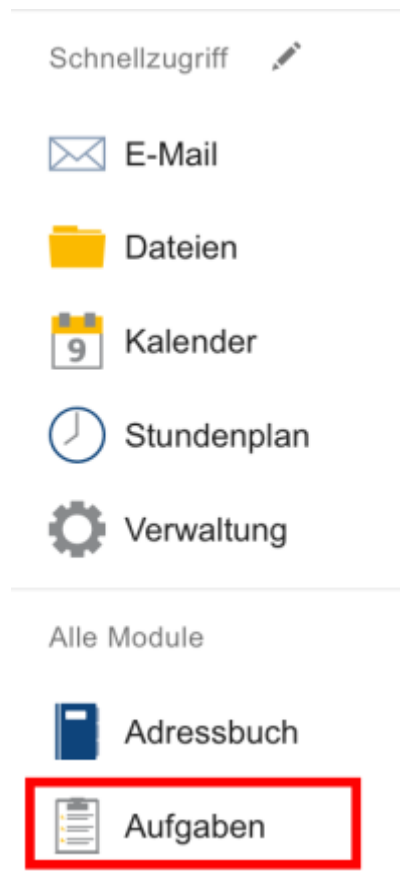 Schnellzugriff
E-Mail
Dateien
9
Kalender
Stundenplan
Verwaltung
Alle Module
Adressbuch
Aufgaben